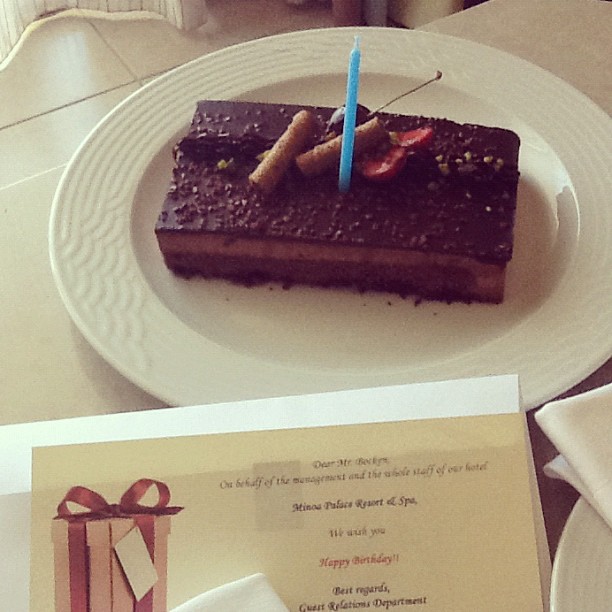 Dear Mr. Bocken,
On behalf of the management and the whole staff of our hotel
Minoa Palace Resort & Spa,
We wish you
Happy Birthday!!
Best regards,
Guest Relations Department